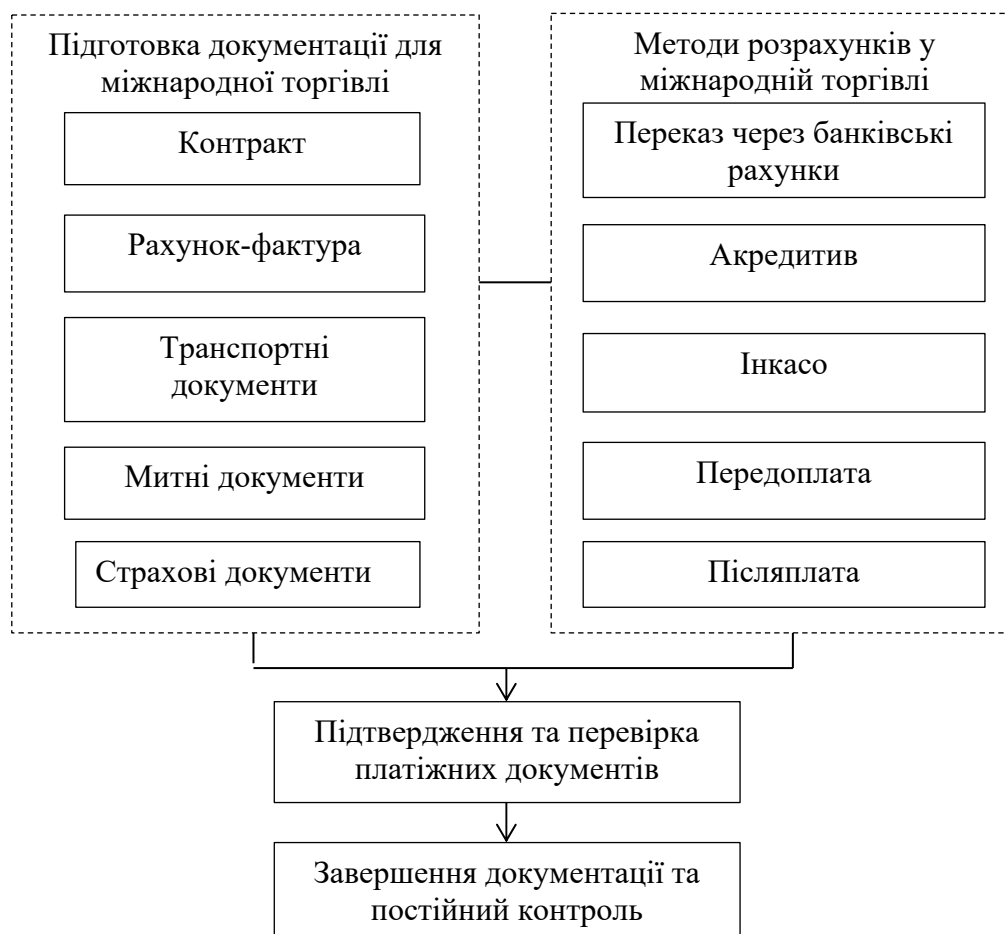 Підготовка документації для
міжнародної торгівлі
Контракт
Рахунок-фактура
Транспортні
документи
Митні документи
Страхові документи
Методи розрахунків у
міжнародній торгівлі
Переказ через банківські
рахунки
Акредитив
Інкасо
Передоплата
Післяплата
Підтвердження та перевірка
платіжних документів
Завершення документації та
постійний контроль